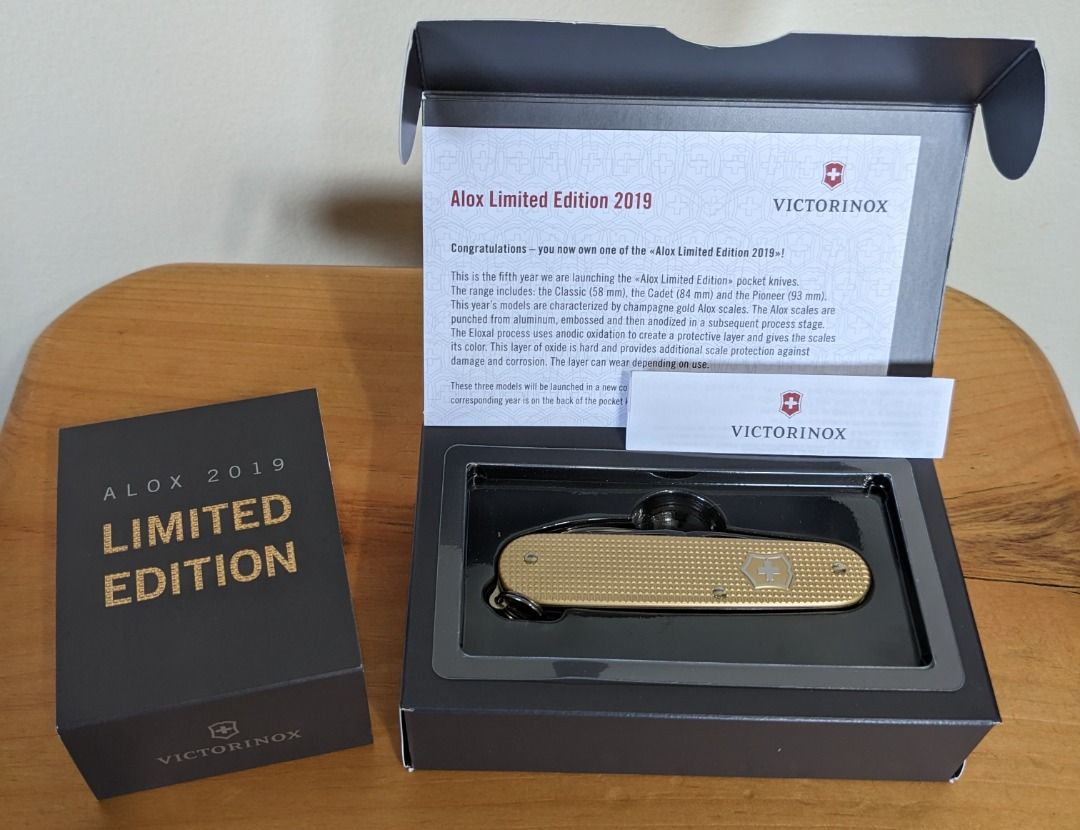 Alox Limited Edition 2019
VICTORINOX
Congratulations – you now own one of the «Alox Limited Edition 2019»!
This is the fifth year we are launching the «Alox Limited Edition» pocket knives.
The range includes: the Classic (58 mm), the Cadet (84 mm) and the Pioneer (93 mm).
This year's models are characterized by champagne gold Alox scales. The Alox scales are
punched from aluminum, embossed and then anodized in a subsequent process stage.
The Eloxal process uses anodic oxidation to create a protective layer and gives the scales
its color. This layer of oxide is hard and provides additional scale protection against
damage and corrosion. The layer can wear depending on use.
These three models will be launched in a new
corresponding year is on the back of the pocket
VICTORINOX
ALOX 2019
LIMITED
EDITION
VICTORINOX